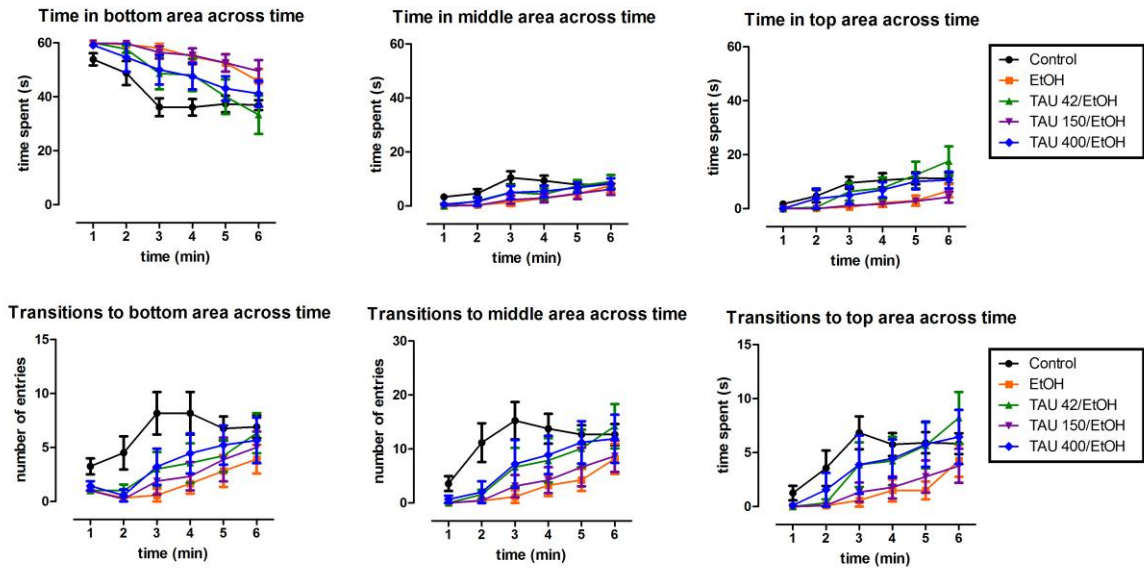 Time in bottom area across time
time spent (s)
60
40
20
0
1 2 3 4 5 6
time (min)
Time in middle area across time
time spent (s)
60
40
20
0
1 2 3 4 5 6
time (min)
Time in top area across time
time spent (s)
60
40
20
0
1 2 3 4 5 6
time (min)
Control
EtOH
TAU 42/EtOH
TAU 150/EtOH
TAU 400/EtOH
Transitions to bottom area across time
number of entries
15
10
5
0
1 2 3 4 5 6
time (min)
Transitions to middle area across time
number of entries
30
20
10
0
1 2 3 4 5 6
time (min)
Transitions to top area across time
time spent (s)
15
10
5
0
1 2 3 4 5 6
time (min)
Control
EtOH
TAU 42/EtOH
TAU 150/EtOH
TAU 400/EtOH